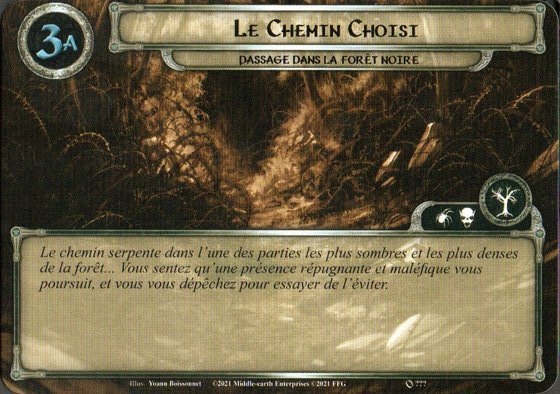 3A
LE CHEMIN CHOISI
PASSAGE DANS LA FORÊT NOIRE
Le chemin serpente dans l'une des parties les plus sombres et les plus denses
de la forêt... Vous sentez qu'une présence répugnante et maléfique vous
poursuit, et vous vous dépêchez pour essayer de l'éviter.
Illus. Yoann Boissonnet ©2021 Middle-earth Enterprises ©2021 FFG ???